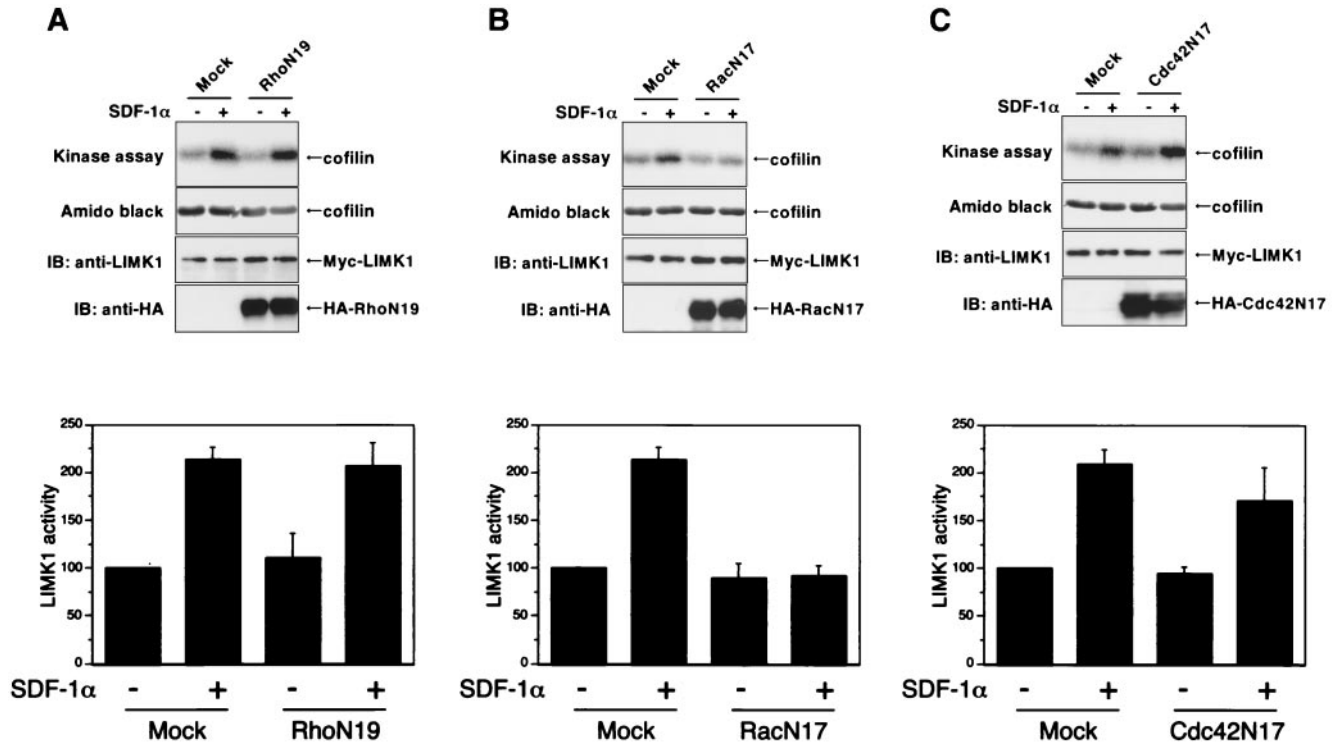 A
Mock RhoN19
SDF-1α - + - +
Kinase assay ←cofilin
Amido black ←cofilin
IB: anti-LIMK1 ←Myc-LIMK1
IB: anti-HA ←HA-RhoN19
250
200
150
100
50
0
LIMK1 activity
SDF-1α - + - +
Mock RhoN19
B
Mock RacN17
SDF-1α - + - +
Kinase assay ←cofilin
Amido black ←cofilin
IB: anti-LIMK1 ←Myc-LIMK1
IB: anti-HA ←HA-RacN17
250
200
150
100
50
0
LIMK1 activity
SDF-1α - + - +
Mock RacN17
C
Mock Cdc42N17
SDF-1α - + - +
Kinase assay ←cofilin
Amido black ←cofilin
IB: anti-LIMK1 ←Myc-LIMK1
IB: anti-HA ←HA-Cdc42N17
250
200
150
100
50
0
LIMK1 activity
SDF-1α - + - +
Mock Cdc42N17